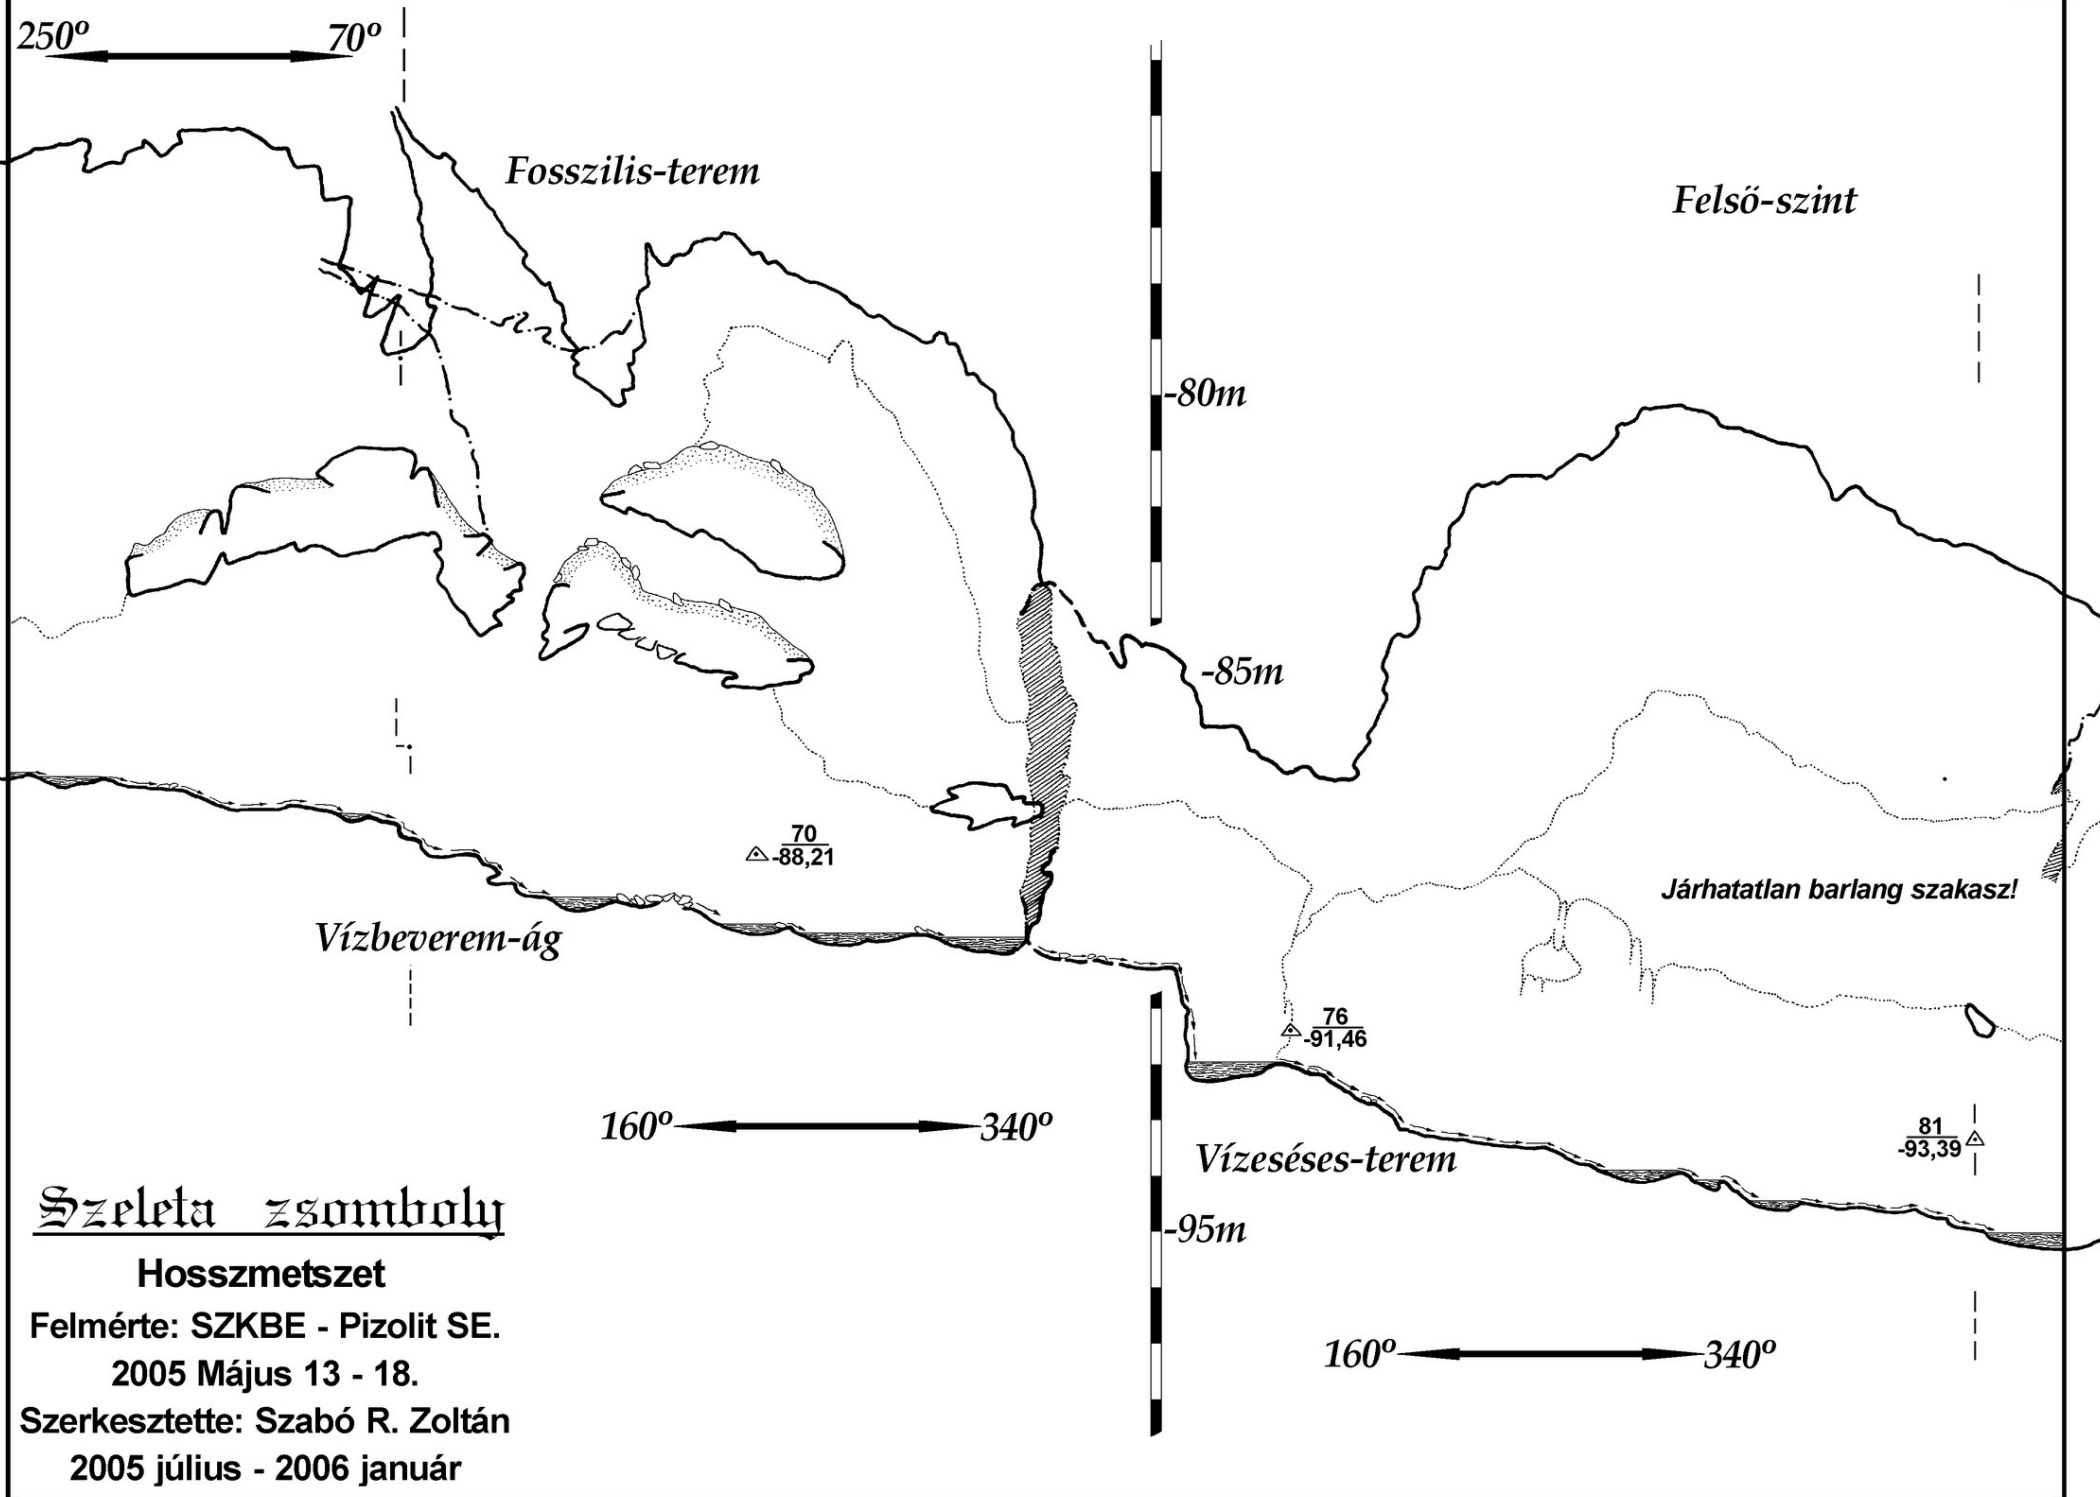 250º 70º
Fosszilis-terem
Felső-szint
-80m
-85m
70
-88,21
Járhatatlan barlang szakasz!
Vízbeverem-ág
76
-91,46
160º 340º
81
-93,39
Vízeséses-terem
-95m
Szeleta zsomboly
Hosszmetszet
Felmérte: SZKBE - Pizolit SE.
2005 Május 13 - 18.
Szerkesztette: Szabó R. Zoltán
2005 július - 2006 január
160º 340º